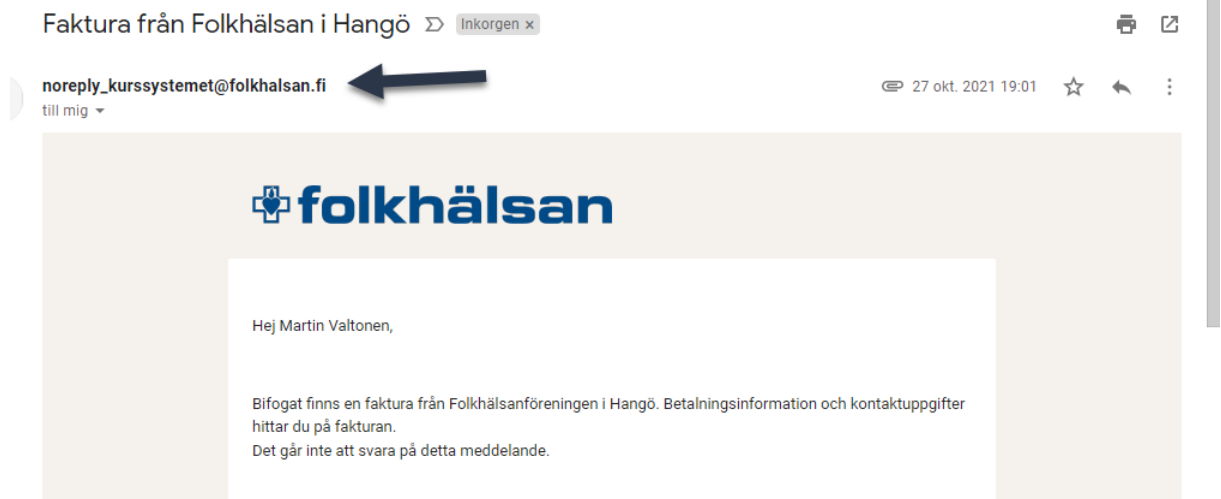 Faktura från Folkhälsan i Hangö Inkorgen x
noreply_kurssystemet@folkhalsan.fi
27 okt. 2021 19:01
till mig
folkhälsan
Hej Martin Valtonen,
Bifogat finns en faktura från Folkhälsanföreningen i Hangö. Betalningsinformation och kontaktuppgifter
hittar du på fakturan.
Det går inte att svara på detta meddelande.